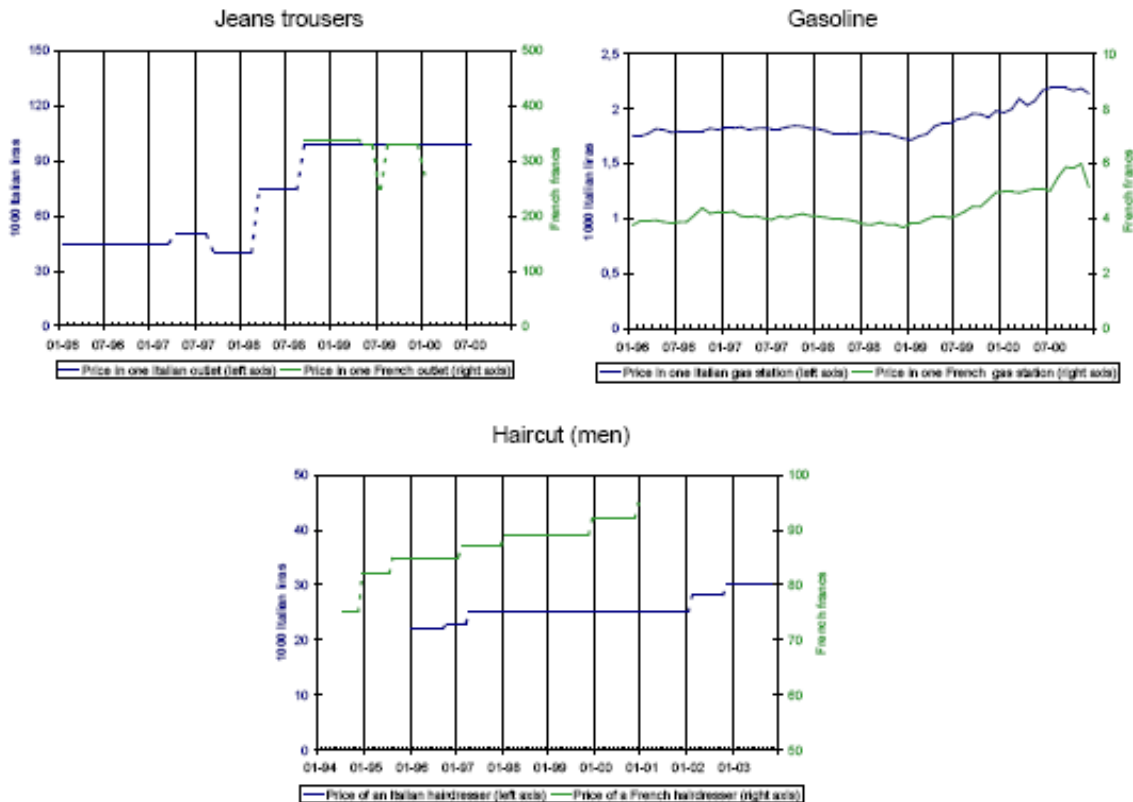 Jeans trousers
150
120
90
60
30
0
1000 Italian liras
500
400
300
200
100
0
French francs
01-96 07-96 01-97 07-97 01-98 07-98 01-99 07-99 01-00 07-00
Price in one Italian outlet (left axis) Price in one French outlet (right axis)
Gasoline
2,5
2
1,5
1
0,5
0
1000 Italian liras
10
8
6
4
2
0
French francs
01-96 07-96 01-97 07-97 01-98 07-98 01-99 07-99 01-00 07-00
Price in one Italian gas station (left axis) Price in one French gas station (right axis)
Haircut (men)
50
40
30
20
10
0
1000 Italian liras
100
90
80
70
60
50
French francs
01-94 01-95 01-96 01-97 01-98 01-99 01-00 01-01 01-02 01-03
Price of an Italian hairdresser (left axis) Price of a French hairdresser (right axis)